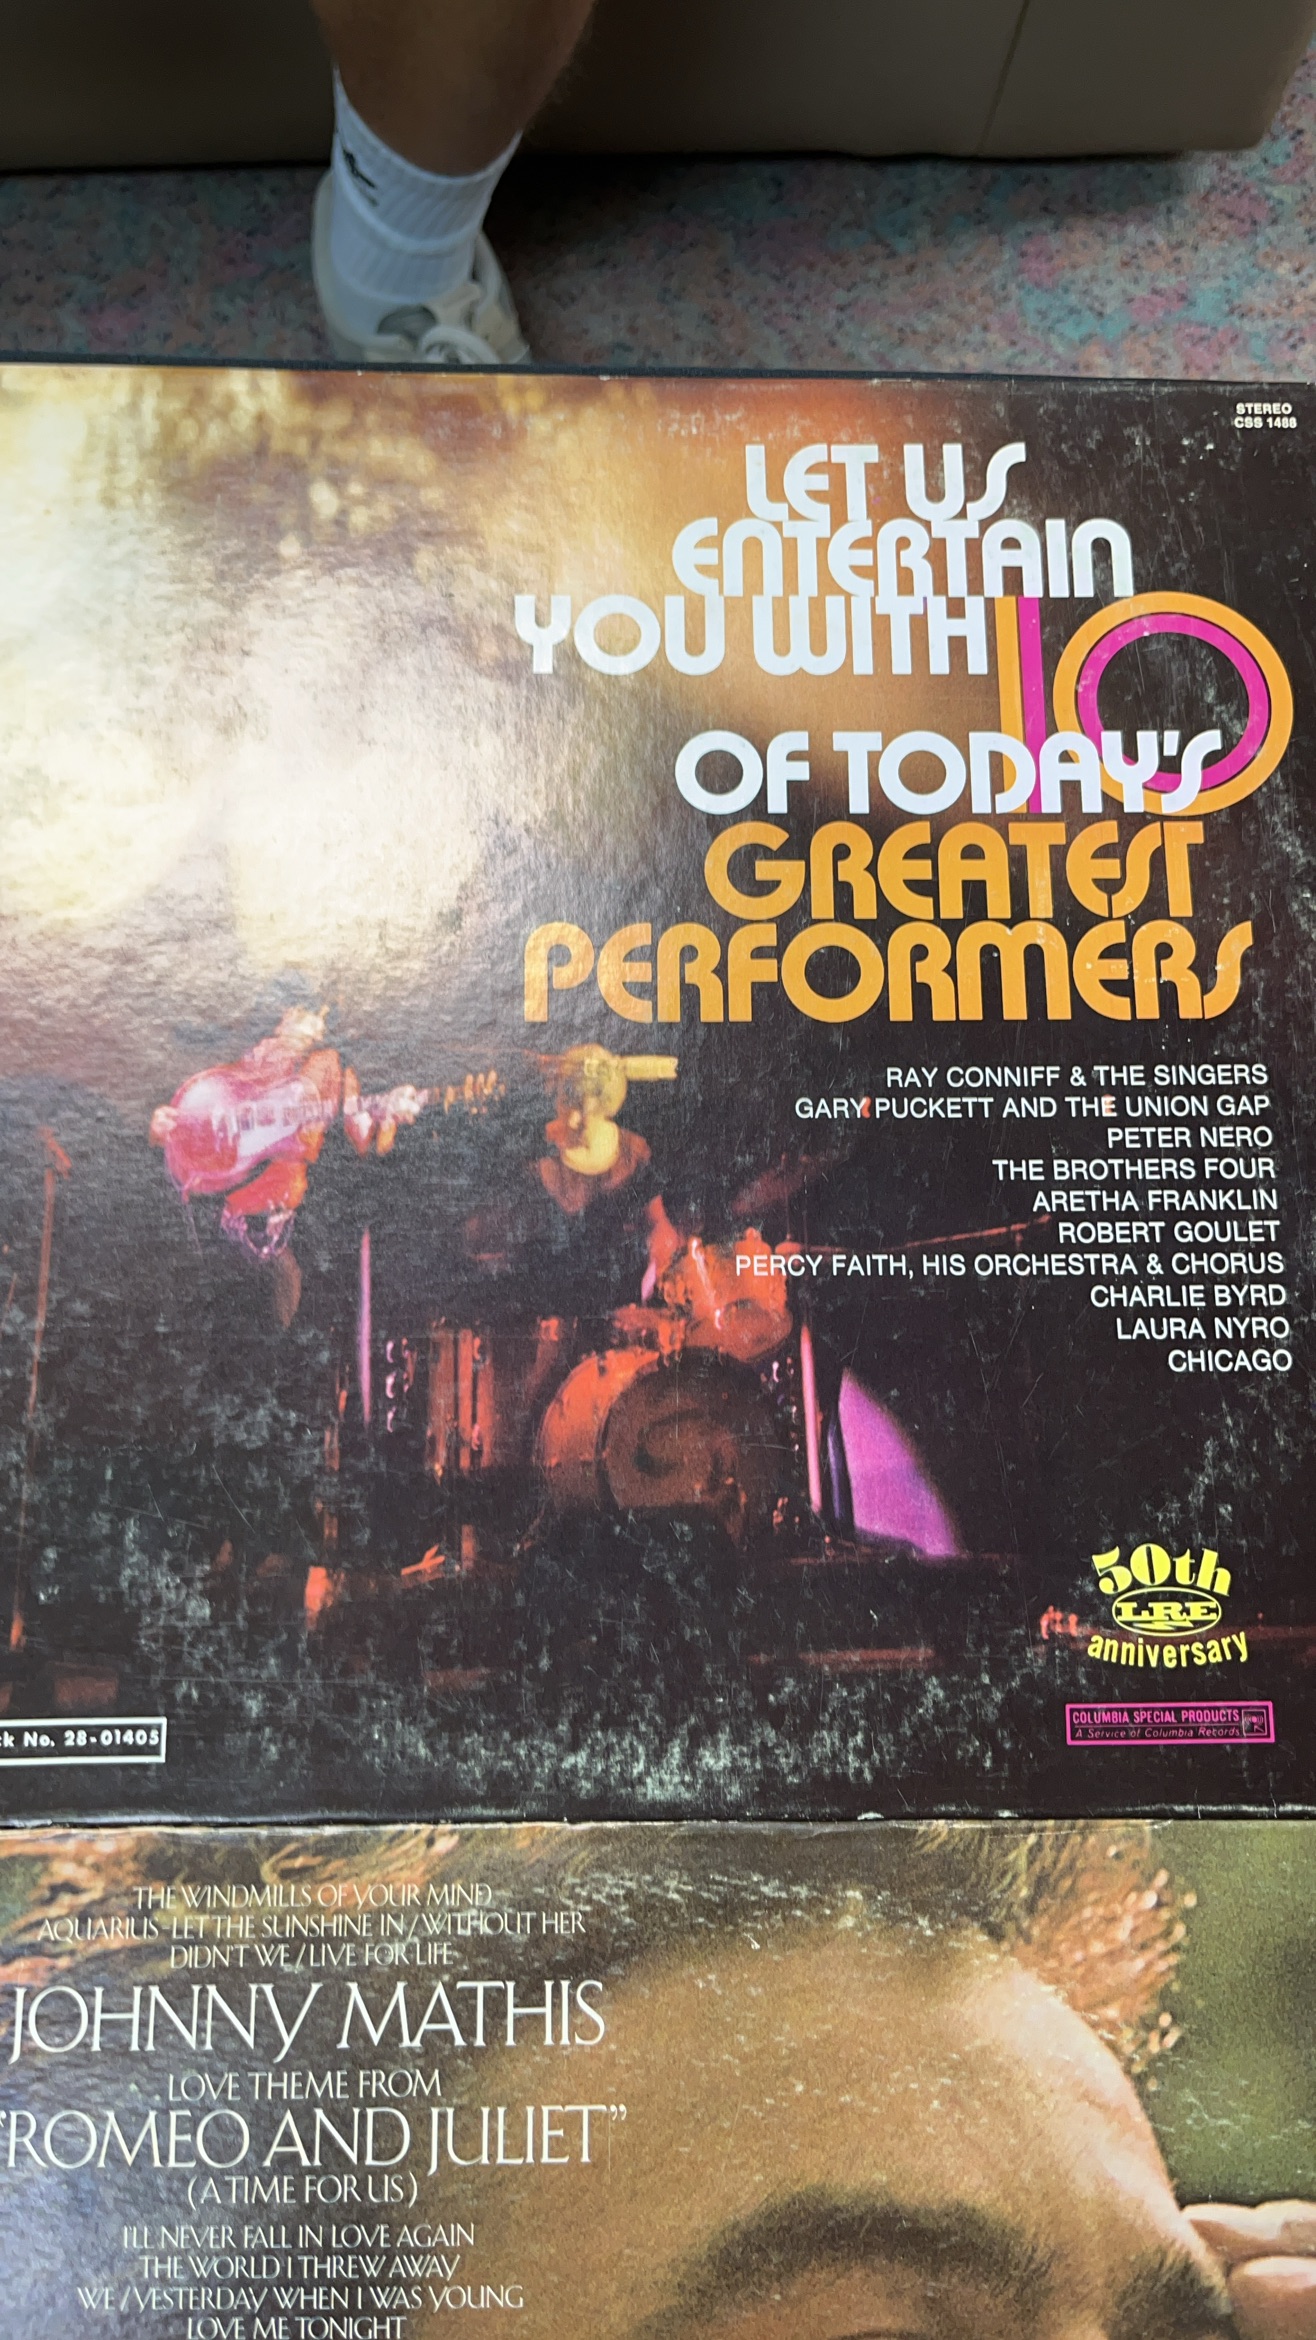 STEREO
CSS 1488
LET US
ENTERTAIN
YOU WITH 10
OF TODAY'S
GREATEST
PERFORMERS
RAY CONNIFF & THE SINGERS
GARY PUCKETT AND THE UNION GAP
PETER NERO
THE BROTHERS FOUR
ARETHA FRANKLIN
ROBERT GOULET
PERCY FAITH, HIS ORCHESTRA & CHORUS
CHARLIE BYRD
LAURA NYRO
CHICAGO
50th
LRE
anniversary
COLUMBIA SPECIAL PRODUCTS
A Service of Columbia Records
No. 28-01405
THE WINDMILLS OF YOUR MIND
AQUARIUS-LET THE SUNSHINE IN/WITHOUT HER
DIDN'T WE/LIVE FOR LIFE
JOHNNY MATHIS
LOVE THEME FROM
"ROMEO AND JULIET"
(A TIME FOR US)
I'LL NEVER FALL IN LOVE AGAIN
THE WORLD I THREW AWAY
WE/YESTERDAY WHEN I WAS YOUNG
LOVE ME TONIGHT